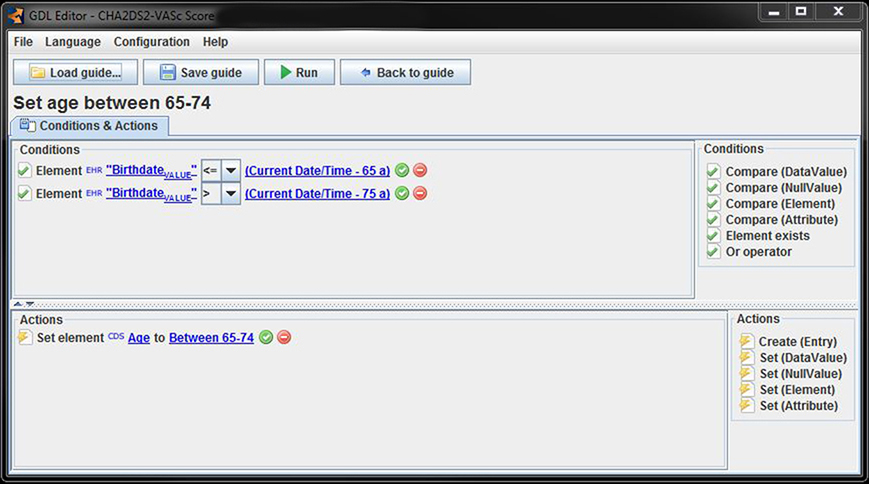 GDL Editor - CHA2DS2-VASc Score
File Language Configuration Help
Load guide... Save guide Run Back to guide
Set age between 65-74
Conditions & Actions
Conditions
Element EHR "Birthdate VALUE" <= (Current Date/Time - 65 a)
Element EHR "Birthdate VALUE" > (Current Date/Time - 75 a)
Conditions
Compare (DataValue)
Compare (NullValue)
Compare (Element)
Compare (Attribute)
Element exists
Or operator
Actions
Set element CDS Age to Between 65-74
Actions
Create (Entry)
Set (DataValue)
Set (NullValue)
Set (Element)
Set (Attribute)